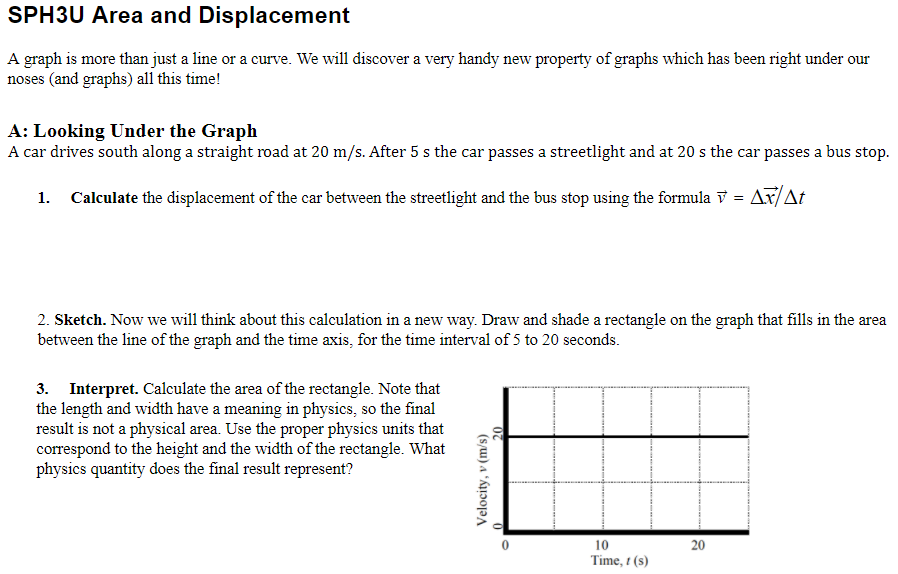 SPH3U Area and Displacement
A graph is more than just a line or a curve. We will discover a very handy new property of graphs which has been right under our
noses (and graphs) all this time!
A: Looking Under the Graph
A car drives south along a straight road at 20 m/s. After 5 s the car passes a streetlight and at 20 s the car passes a bus stop.
1. Calculate the displacement of the car between the streetlight and the bus stop using the formula v⃗ = Δx⃗/Δt
2. Sketch. Now we will think about this calculation in a new way. Draw and shade a rectangle on the graph that fills in the area
between the line of the graph and the time axis, for the time interval of 5 to 20 seconds.
3. Interpret. Calculate the area of the rectangle. Note that
the length and width have a meaning in physics, so the final
result is not a physical area. Use the proper physics units that
correspond to the height and the width of the rectangle. What
physics quantity does the final result represent?
Velocity, v (m/s)
20
0
0 10 20
Time, t (s)